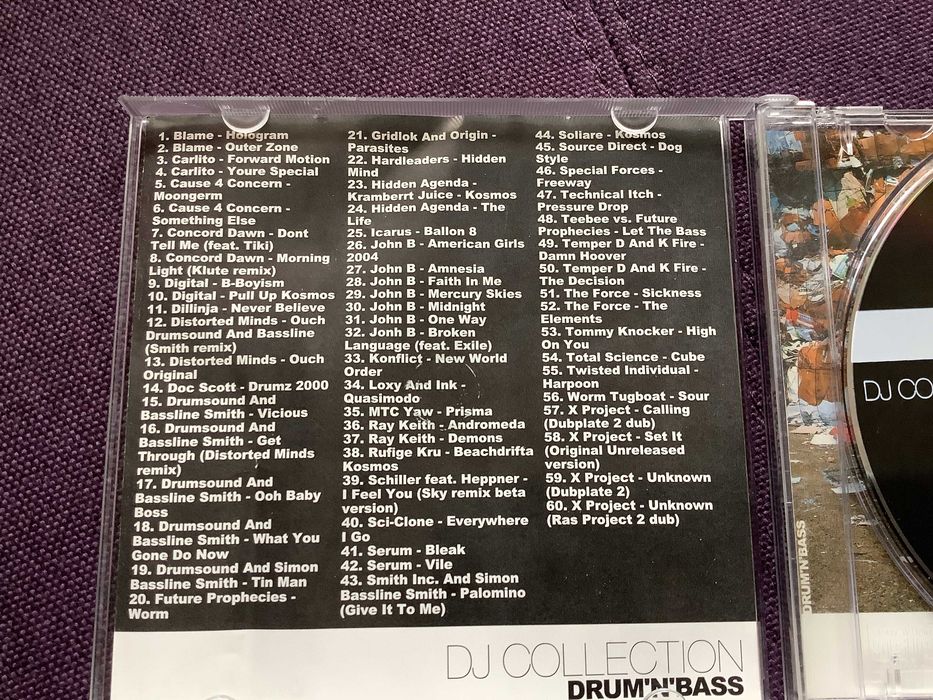 1. Blame - Hologram
2. Blame - Outer Zone
3. Carlito - Forward Motion
4. Carlito - Youre Special
5. Cause 4 Concern -
Moongerm
6. Cause 4 Concern -
Something Else
7. Concord Dawn - Dont
Tell Me (feat. Tiki)
8. Concord Dawn - Morning
Light (Klute remix)
9. Digital - B-Boyism
10. Digital - Pull Up Kosmos
11. Dillinja - Never Believe
12. Distorted Minds - Ouch
Drumsound And Bassline
(Smith remix)
13. Distorted Minds - Ouch
Original
14. Doc Scott - Drumz 2000
15. Drumsound And
Bassline Smith - Vicious
16. Drumsound And
Bassline Smith - Get
Through (Distorted Minds
remix)
17. Drumsound And
Bassline Smith - Ooh Baby
Boss
18. Drumsound And
Bassline Smith - What You
Gone Do Now
19. Drumsound And Simon
Bassline Smith - Tin Man
20. Future Prophecies -
Worm
21. Gridlok And Origin -
Parasites
22. Hardleaders - Hidden
Mind
23. Hidden Agenda -
Kramberrt Juice - Kosmos
24. Hidden Agenda - The
Life
25. Icarus - Ballon 8
26. John B - American Girls
2004
27. John B - Amnesia
28. John B - Faith In Me
29. John B - Mercury Skies
30. John B - Midnight
31. John B - One Way
32. Jonh B - Broken
Language (feat. Exile)
33. Konflict - New World
Order
34. Loxy And Ink -
Quasimodo
35. MTC Yaw - Prisma
36. Ray Keith - Andromeda
37. Ray Keith - Demons
38. Rufige Kru - Beachdrifta
Kosmos
39. Schiller feat. Heppner -
I Feel You (Sky remix beta
version)
40. Sci-Clone - Everywhere
I Go
41. Serum - Bleak
42. Serum - Vile
43. Smith Inc. And Simon
Bassline Smith - Palomino
(Give It To Me)
44. Sollare - Kosmos
45. Source Direct - Dog
Style
46. Special Forces -
Freeway
47. Technical Itch -
Pressure Drop
48. Teebee vs. Future
Prophecies - Let The Bass
49. Temper D And K Fire -
Damn Hoover
50. Temper D And K Fire -
The Decision
51. The Force - Sickness
52. The Force - The
Elements
53. Tommy Knocker - High
On You
54. Total Science - Cube
55. Twisted Individual -
Harpoon
56. Worm Tugboat - Sour
57. X Project - Calling
(Dubplate 2 dub)
58. X Project - Set It
(Original Unreleased
version)
59. X Project - Unknown
(Dubplate 2)
60. X Project - Unknown
(Ras Project 2 dub)
DJ COLLECTION
DRUM'N'BASS
DRUM'N'BASS
DJ CO